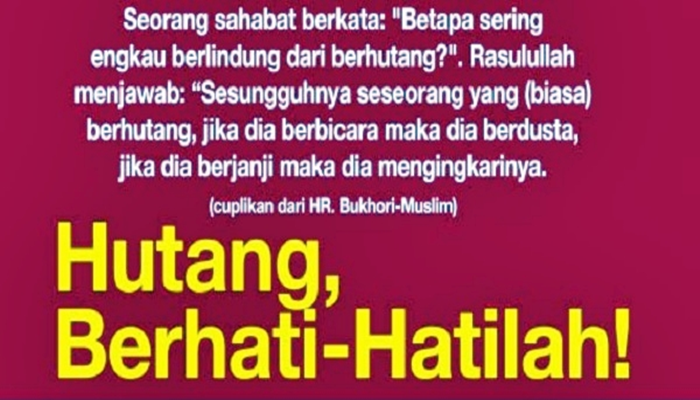 Seorang sahabat berkata: "Betapa sering
engkau berlindung dari berhutang?". Rasulullah
menjawab: “Sesungguhnya seseorang yang (biasa)
berhutang, jika dia berbicara maka dia berdusta,
jika dia berjanji maka dia mengingkarinya.
(cuplikan dari HR. Bukhori-Muslim)
Hutang,
Berhati-Hatilah!